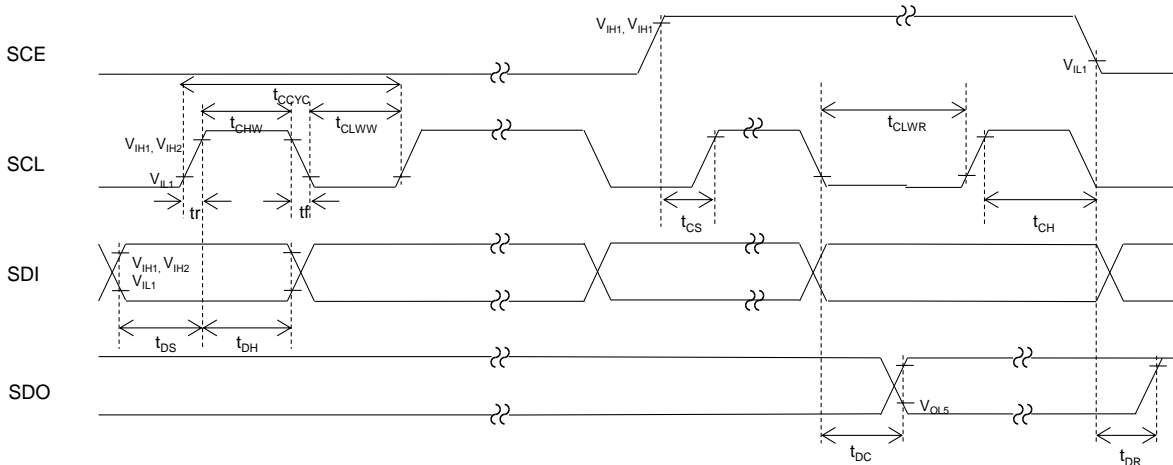 SCE
V_IH1, V_IH1
V_IL1
t_CCYC
t_CHW
t_CLWW
t_CLWR
SCL
V_IH1, V_IH2
V_IL1
tr
tf
t_CS
t_CH
SDI
V_IH1, V_IH2
V_IL1
t_DS
t_DH
SDO
V_OL5
t_DC
t_DR